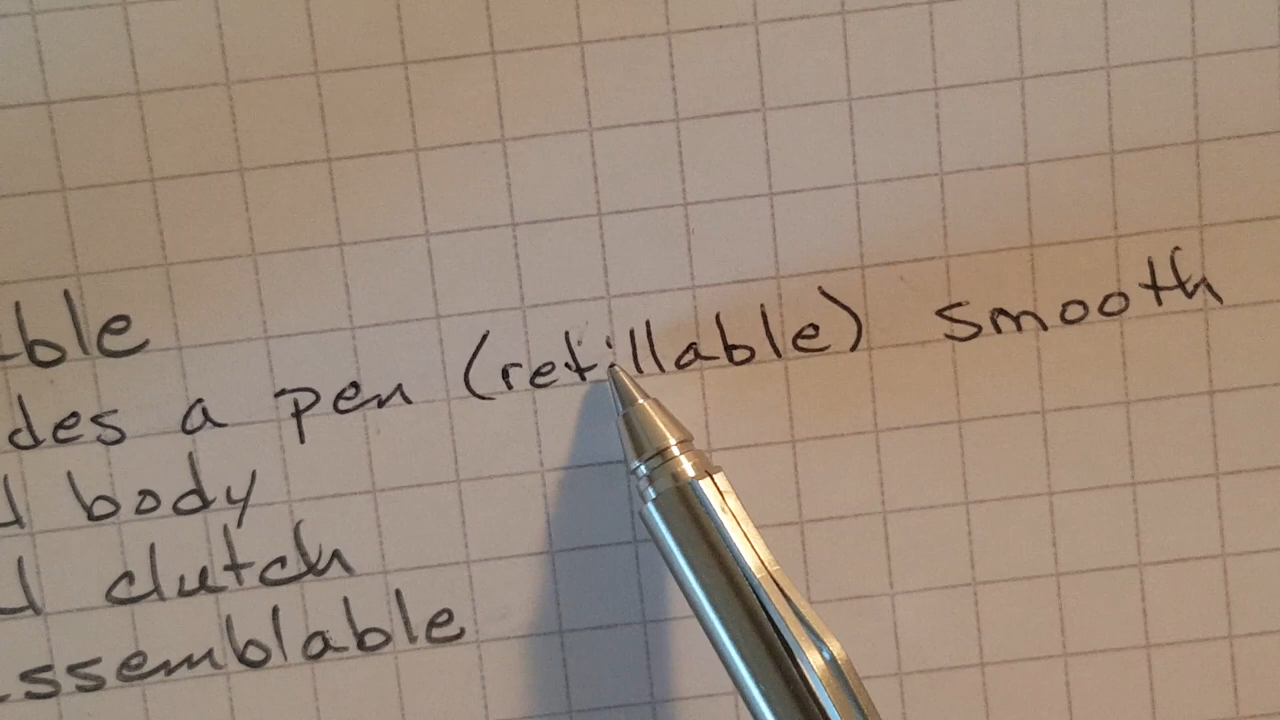 ble
des a pen (refillable) smooth
d body
d clutch
ssemblable